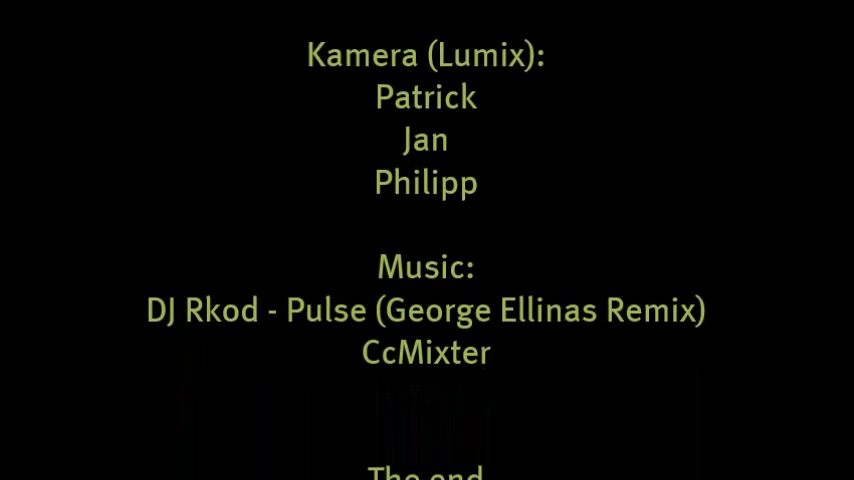 Kamera (Lumix):
Patrick
Jan
Philipp
Music:
DJ Rkod - Pulse (George Ellinas Remix)
CcMixter
The end